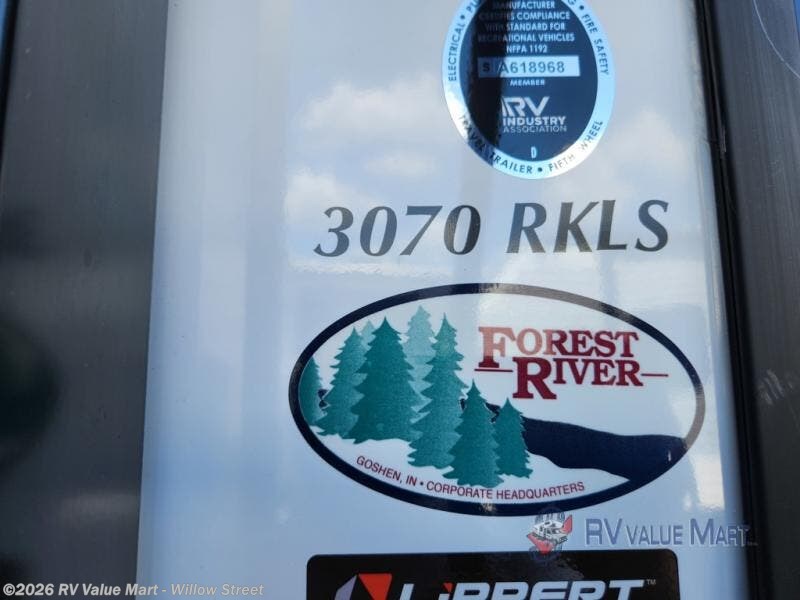 ELECTRICAL
FIRE SAFETY
MANUFACTURER
CERTIFIES COMPLIANCE
WITH STANDARD FOR
RECREATIONAL VEHICLES
NFPA 1192
S A618968
MEMBER
RV
INDUSTRY
ASSOCIATION
D
TRAVEL TRAILER • FIFTH WHEEL
3070 RKLS
FOREST
RIVER
GOSHEN, IN • CORPORATE HEADQUARTERS
RV VALUE MART
LIPPERT™
©2026 RV Value Mart - Willow Street